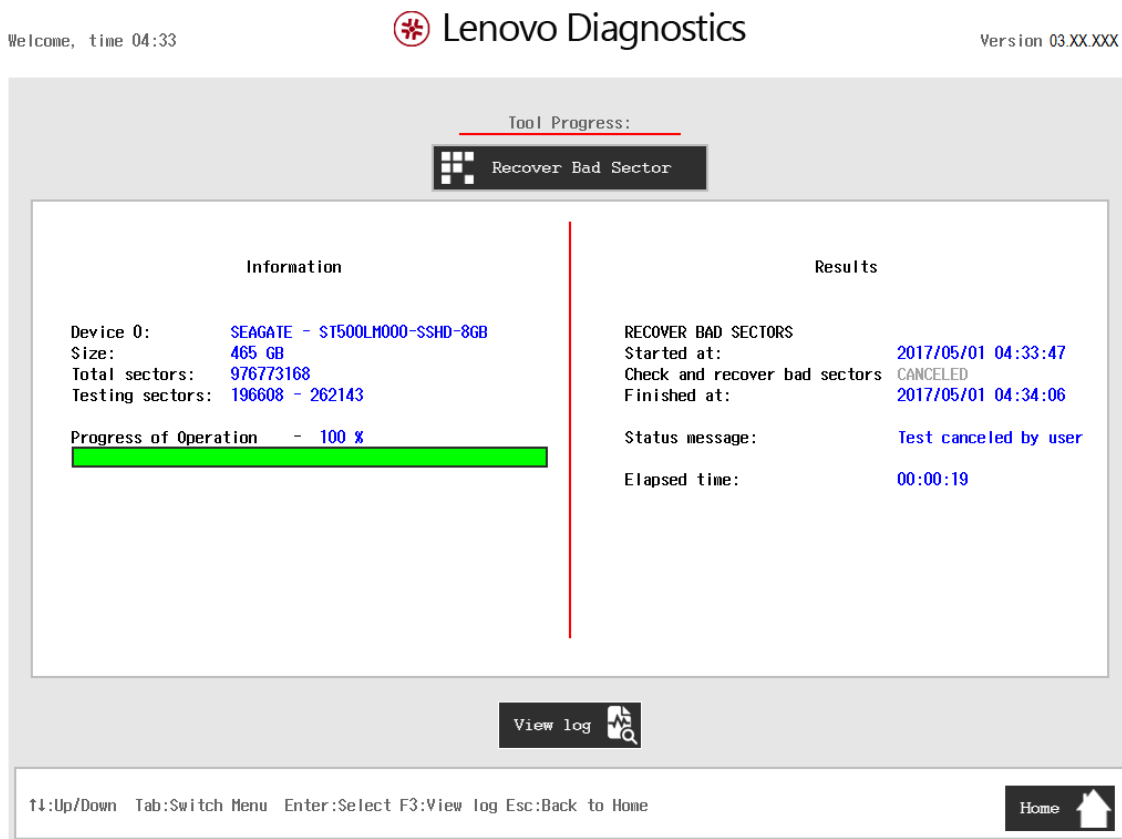 Welcome, time 04:33
Lenovo Diagnostics
Version 03.XX.XXX
Tool Progress:
Recover Bad Sector
Information
Device 0: SEAGATE - ST500LM000-SSHD-8GB
Size: 465 GB
Total sectors: 976773168
Testing sectors: 196608 - 262143
Progress of Operation - 100 %
Results
RECOVER BAD SECTORS
Started at: 2017/05/01 04:33:47
Check and recover bad sectors CANCELED
Finished at: 2017/05/01 04:34:06
Status message: Test canceled by user
Elapsed time: 00:00:19
View log
↑↓:Up/Down Tab:Switch Menu Enter:Select F3:View log Esc:Back to Home
Home